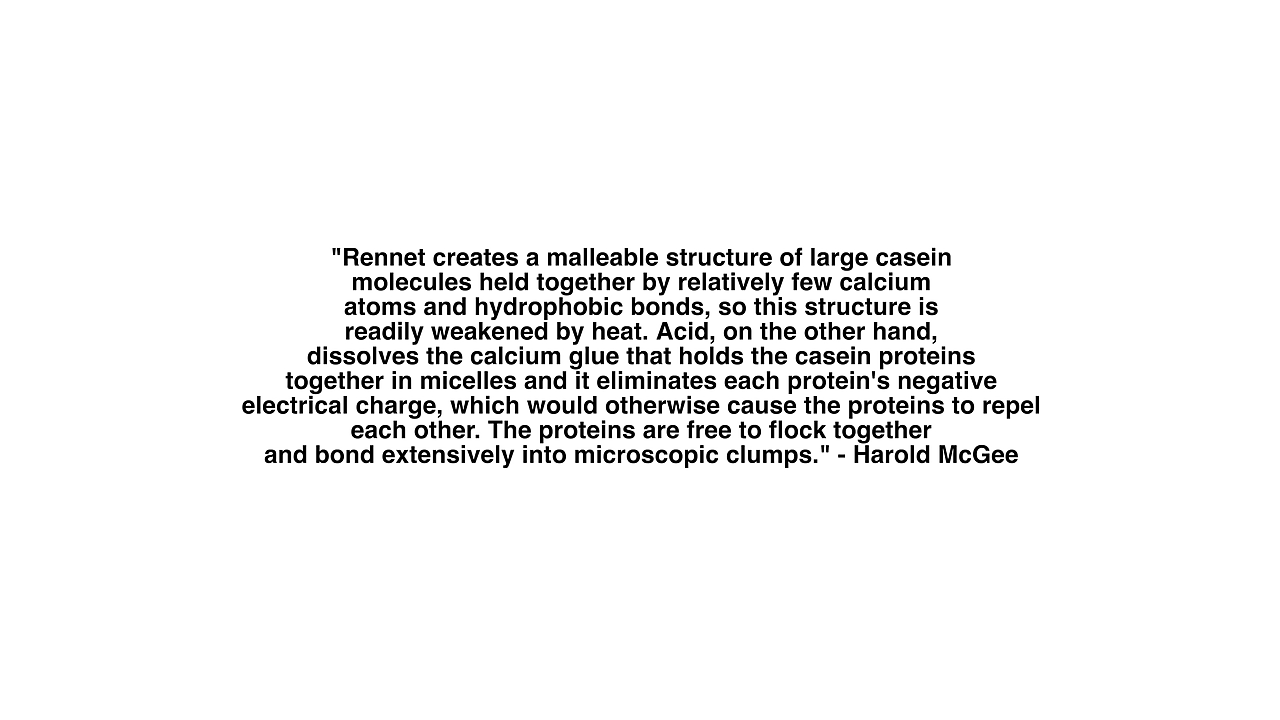 "Rennet creates a malleable structure of large casein
molecules held together by relatively few calcium
atoms and hydrophobic bonds, so this structure is
readily weakened by heat. Acid, on the other hand,
dissolves the calcium glue that holds the casein proteins
together in micelles and it eliminates each protein's negative
electrical charge, which would otherwise cause the proteins to repel
each other. The proteins are free to flock together
and bond extensively into microscopic clumps." - Harold McGee